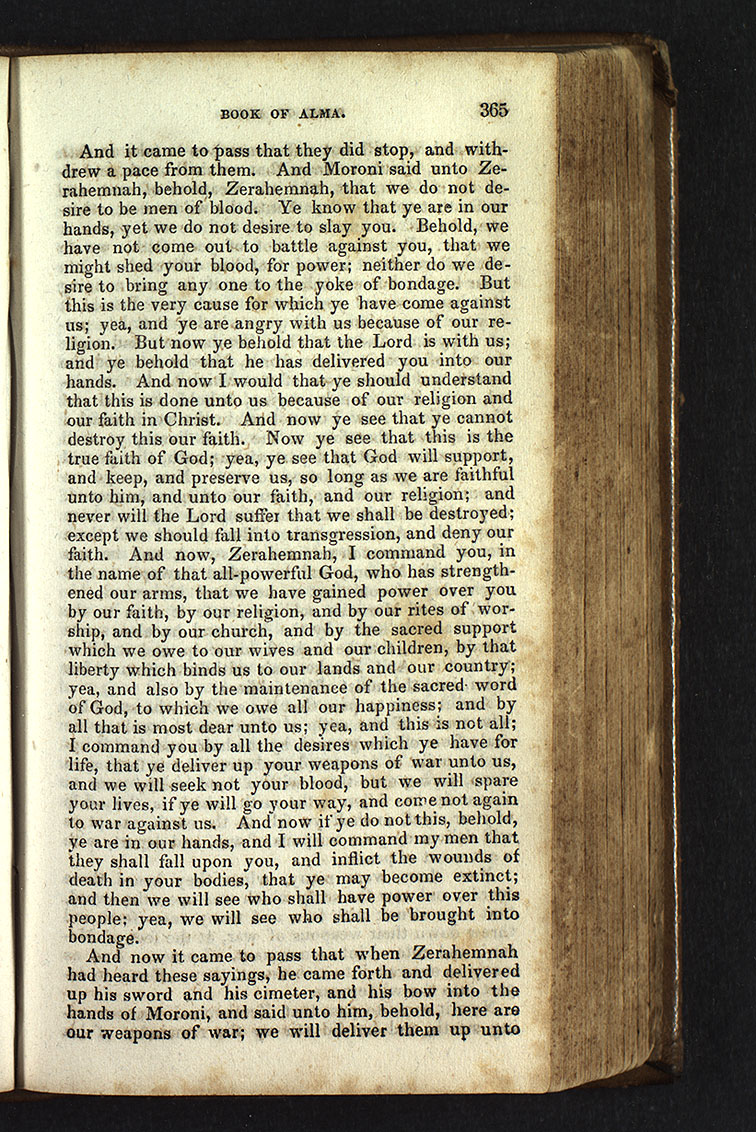 BOOK OF ALMA. 365
And it came to pass that they did stop, and with-
drew a pace from them. And Moroni said unto Ze-
rahemnah, behold, Zerahemnah, that we do not de-
sire to be men of blood. Ye know that ye are in our
hands, yet we do not desire to slay you. Behold, we
have not come out to battle against you, that we
might shed your blood, for power; neither do we de-
sire to bring any one to the yoke of bondage. But
this is the very cause for which ye have come against
us; yea, and ye are angry with us because of our re-
ligion. But now ye behold that the Lord is with us;
and ye behold that he has delivered you into our
hands. And now I would that ye should understand
that this is done unto us because of our religion and
our faith in Christ. And now ye see that ye cannot
destroy this our faith. Now ye see that this is the
true faith of God; yea, ye see that God will support,
and keep, and preserve us, so long as we are faithful
unto him, and unto our faith, and our religion; and
never will the Lord suffer that we shall be destroyed;
except we should fall into transgression, and deny our
faith. And now, Zerahemnah, I command you, in
the name of that all-powerful God, who has strength-
ened our arms, that we have gained power over you
by our faith, by our religion, and by our rites of wor-
ship, and by our church, and by the sacred support
which we owe to our wives and our children, by that
liberty which binds us to our lands and our country;
yea, and also by the maintenance of the sacred word
of God, to which we owe all our happiness; and by
all that is most dear unto us; yea, and this is not all;
I command you by all the desires which ye have for
life, that ye deliver up your weapons of war unto us,
and we will seek not your blood, but we will spare
your lives, if ye will go your way, and come not again
to war against us. And now if ye do not this, behold,
ye are in our hands, and I will command my men that
they shall fall upon you, and inflict the wounds of
death in your bodies, that ye may become extinct;
and then we will see who shall have power over this
people; yea, we will see who shall be brought into
bondage.
And now it came to pass that when Zerahemnah
had heard these sayings, he came forth and delivered
up his sword and his cimeter, and his bow into the
hands of Moroni, and said unto him, behold, here are
our weapons of war; we will deliver them up unto